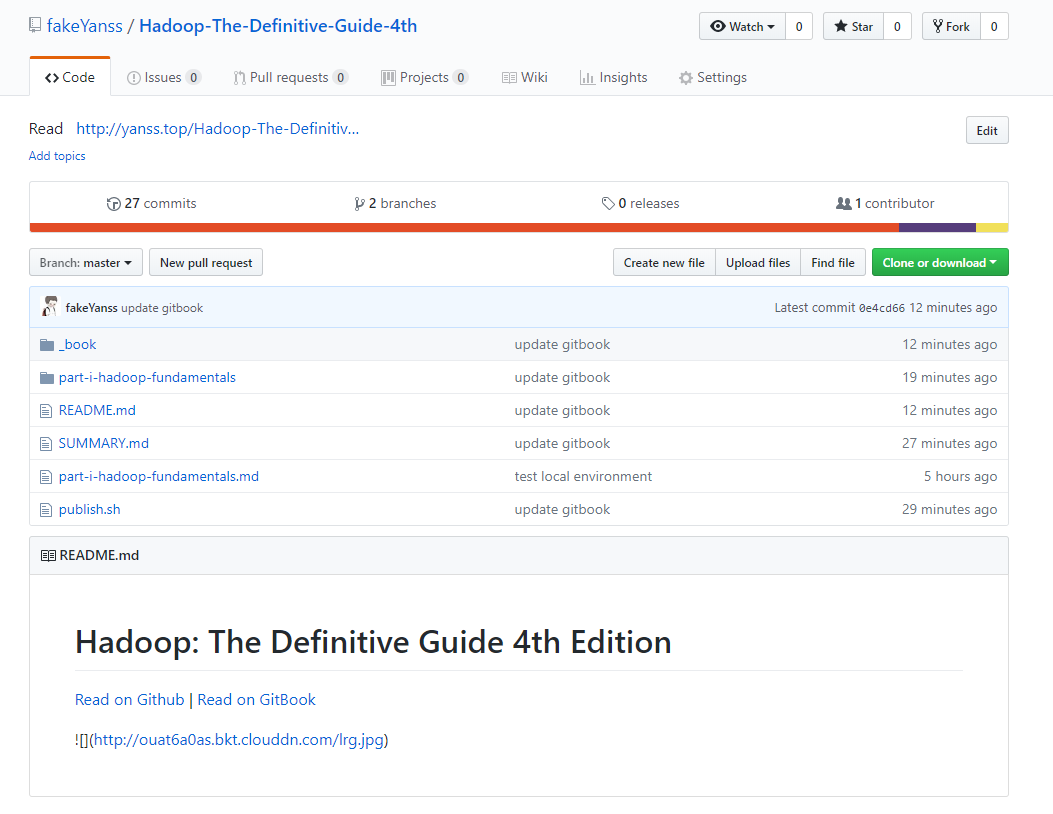 fakeYanss / Hadoop-The-Definitive-Guide-4th Watch 0 Star 0 Fork 0
Code Issues 0 Pull requests 0 Projects 0 Wiki Insights Settings
Read http://yanss.top/Hadoop-The-Definitiv... Edit
Add topics
27 commits 2 branches 0 releases 1 contributor
Branch: master New pull request Create new file Upload files Find file Clone or download
fakeYanss update gitbook Latest commit 0e4cd66 12 minutes ago
_book update gitbook 12 minutes ago
part-i-hadoop-fundamentals update gitbook 19 minutes ago
README.md update gitbook 12 minutes ago
SUMMARY.md update gitbook 27 minutes ago
part-i-hadoop-fundamentals.md test local environment 5 hours ago
publish.sh update gitbook 29 minutes ago
README.md
Hadoop: The Definitive Guide 4th Edition
Read on Github | Read on GitBook
![](http://ouat6a0as.bkt.clouddn.com/lrg.jpg)